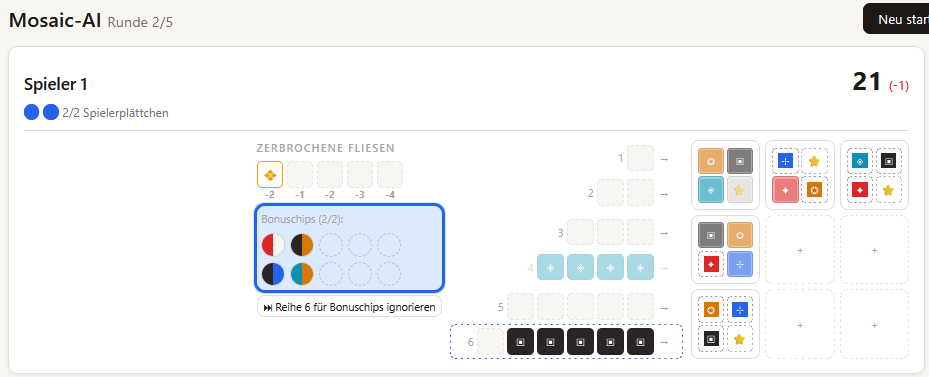 Mosaic-AI Runde 2/5
Neu star
Spieler 1
21 (-1)
2/2 Spielerplättchen
ZERBROCHENE FLIESEN
-2 -1 -2 -3 -4
Bonuschips (2/2):
⏭ Reihe 6 für Bonuschips ignorieren
1 →
2 →
3 →
4 →
5 →
6 →
+ +
+ +